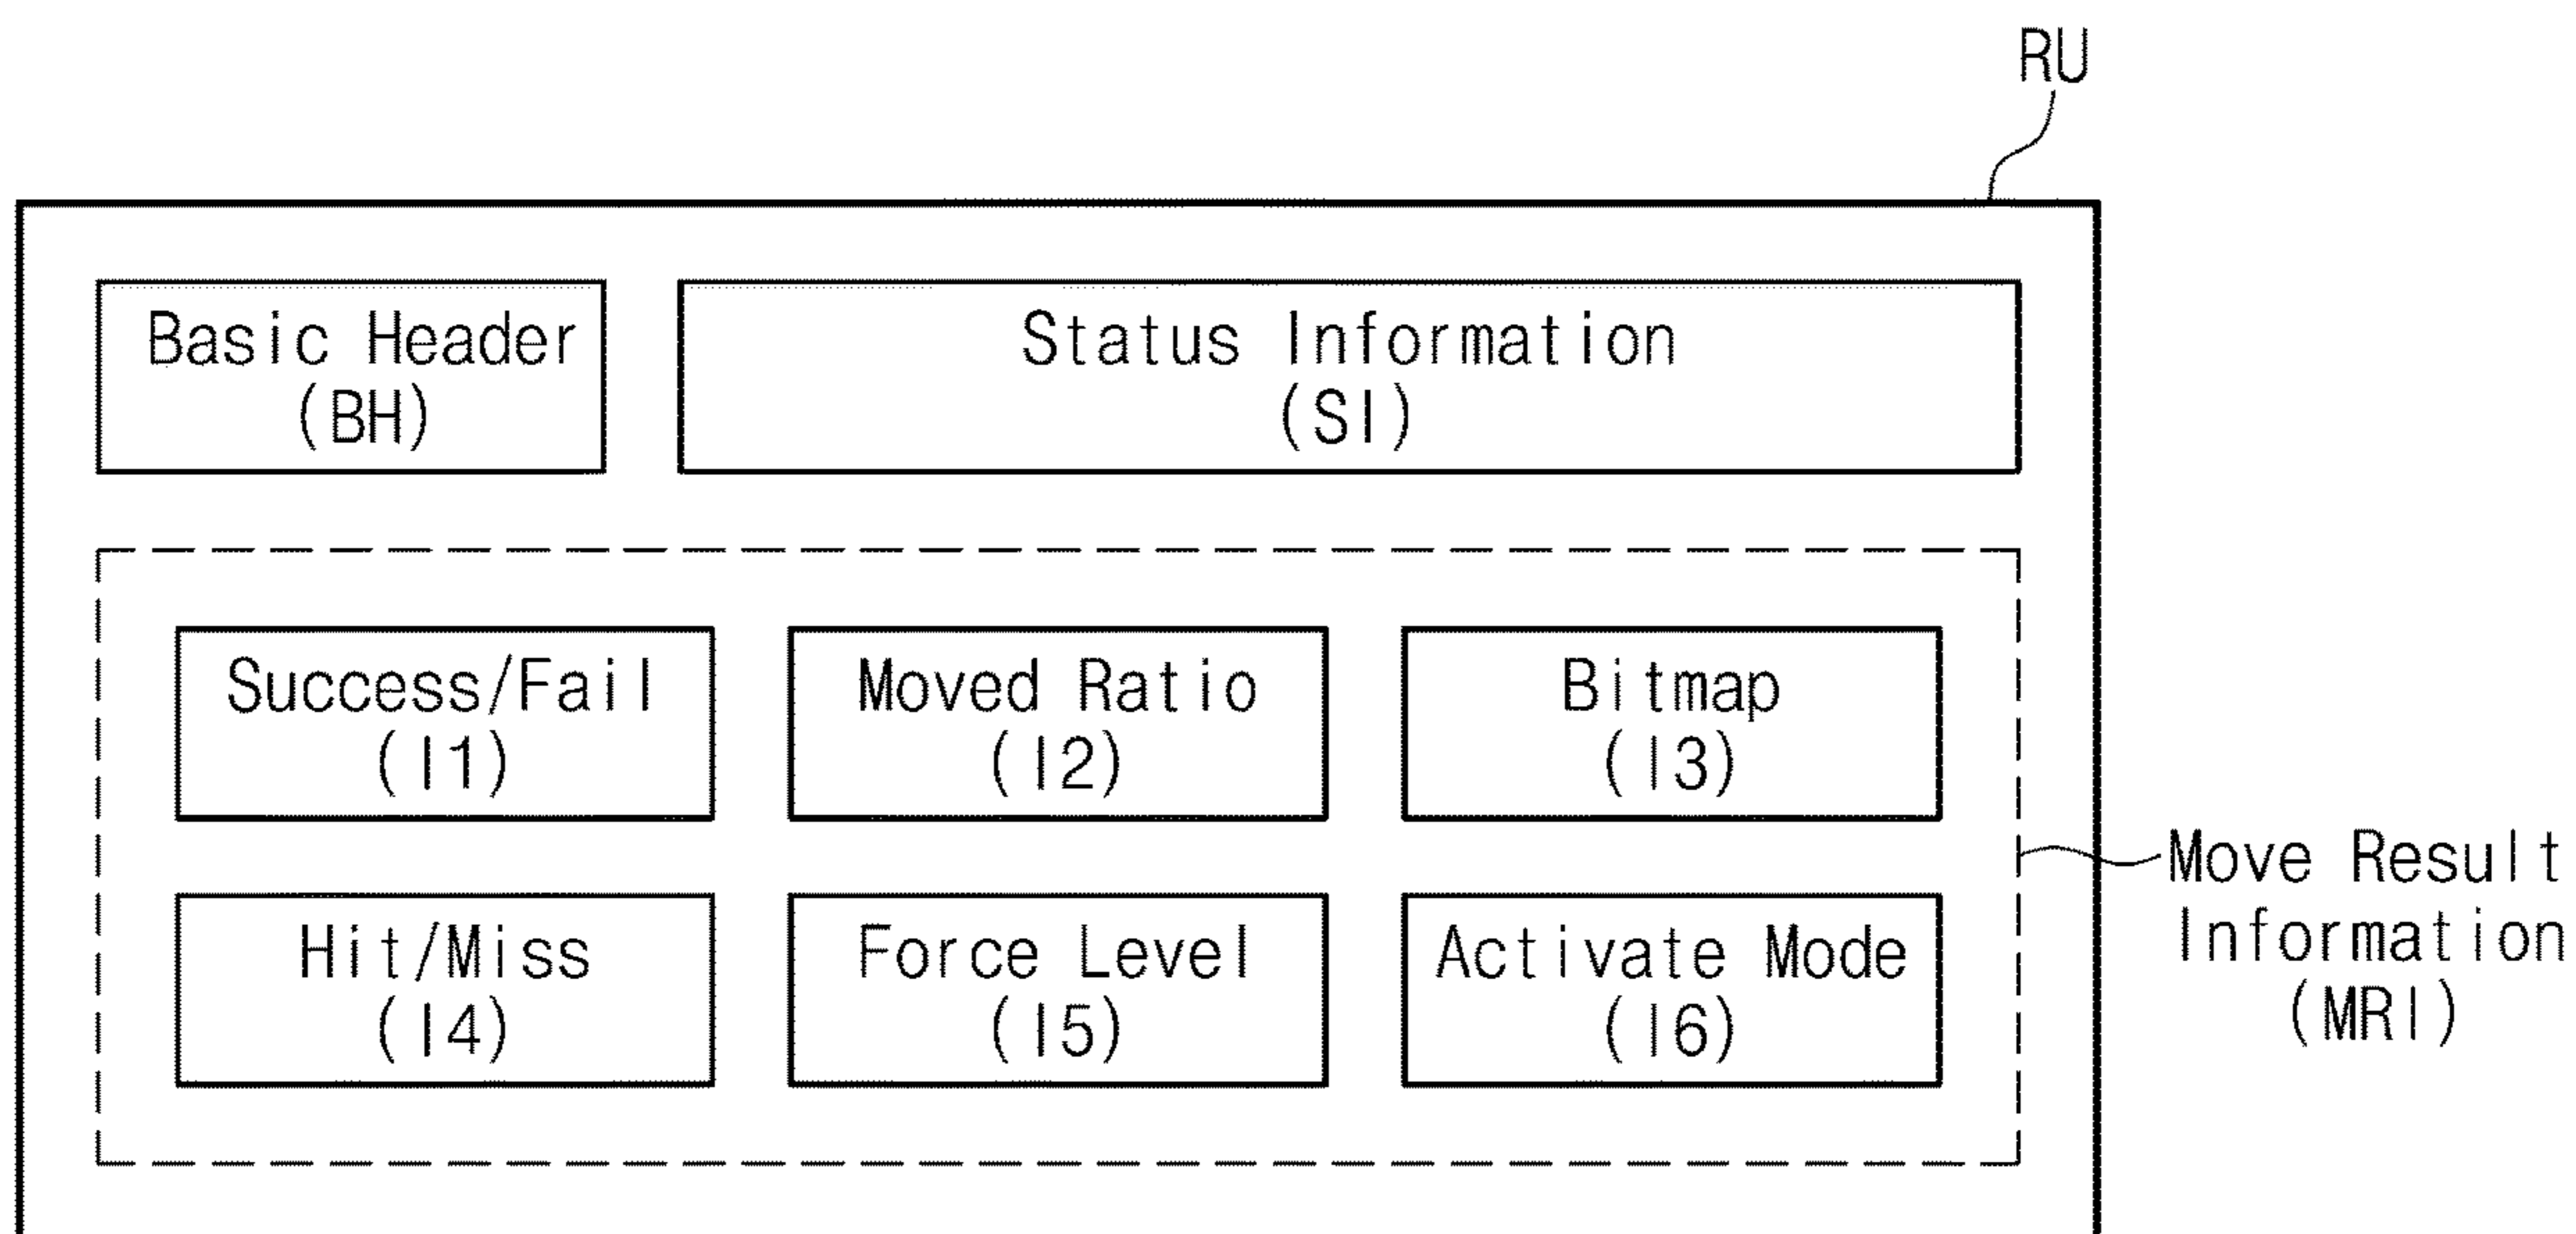 RU
Basic Header
(BH)
Status Information
(SI)
Success/Fail
(I1)
Moved Ratio
(I2)
Bitmap
(I3)
Hit/Miss
(I4)
Force Level
(I5)
Activate Mode
(I6)
Move Result
Information
(MRI)